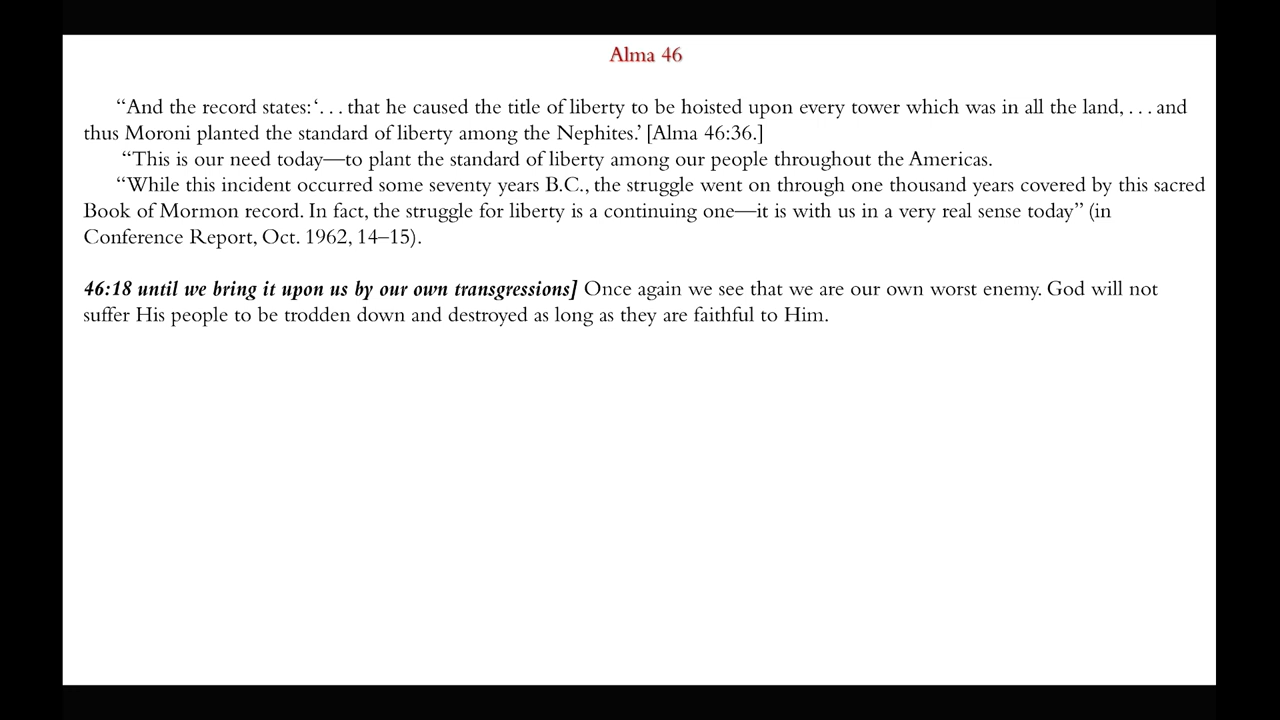 Alma 46
“And the record states: ‘. . . that he caused the title of liberty to be hoisted upon every tower which was in all the land, . . . and
thus Moroni planted the standard of liberty among the Nephites.’ [Alma 46:36.]
“This is our need today—to plant the standard of liberty among our people throughout the Americas.
“While this incident occurred some seventy years B.C., the struggle went on through one thousand years covered by this sacred
Book of Mormon record. In fact, the struggle for liberty is a continuing one—it is with us in a very real sense today” (in
Conference Report, Oct. 1962, 14–15).
46:18 until we bring it upon us by our own transgressions] Once again we see that we are our own worst enemy. God will not
suffer His people to be trodden down and destroyed as long as they are faithful to Him.